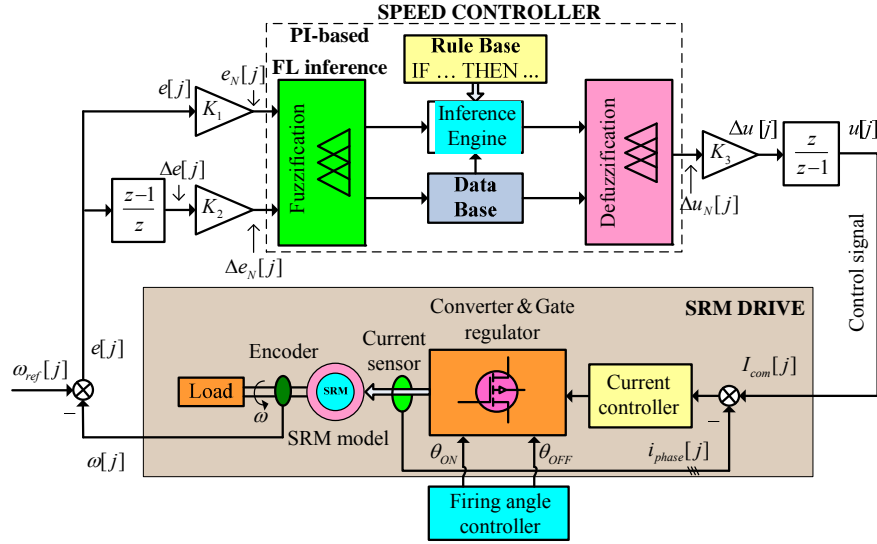 SPEED CONTROLLER
PI-based
FL inference
Rule Base
IF ... THEN ...
e[j]
e_N[j]
K_1
Fuzzification
Inference
Engine
Defuzzification
Δu [j]
u[j]
K_3
z
z−1
Δe[j]
z−1
z
K_2
Data
Base
Δu_N[j]
Δe_N[j]
Control signal
Converter & Gate
regulator
SRM DRIVE
e[j]
Encoder
Current
sensor
I_com[j]
ω_ref[j]
Load
ω
SRM
Current
controller
−
−
SRM model
ω[j]
θ_ON
θ_OFF
i_phase[j]
Firing angle
controller